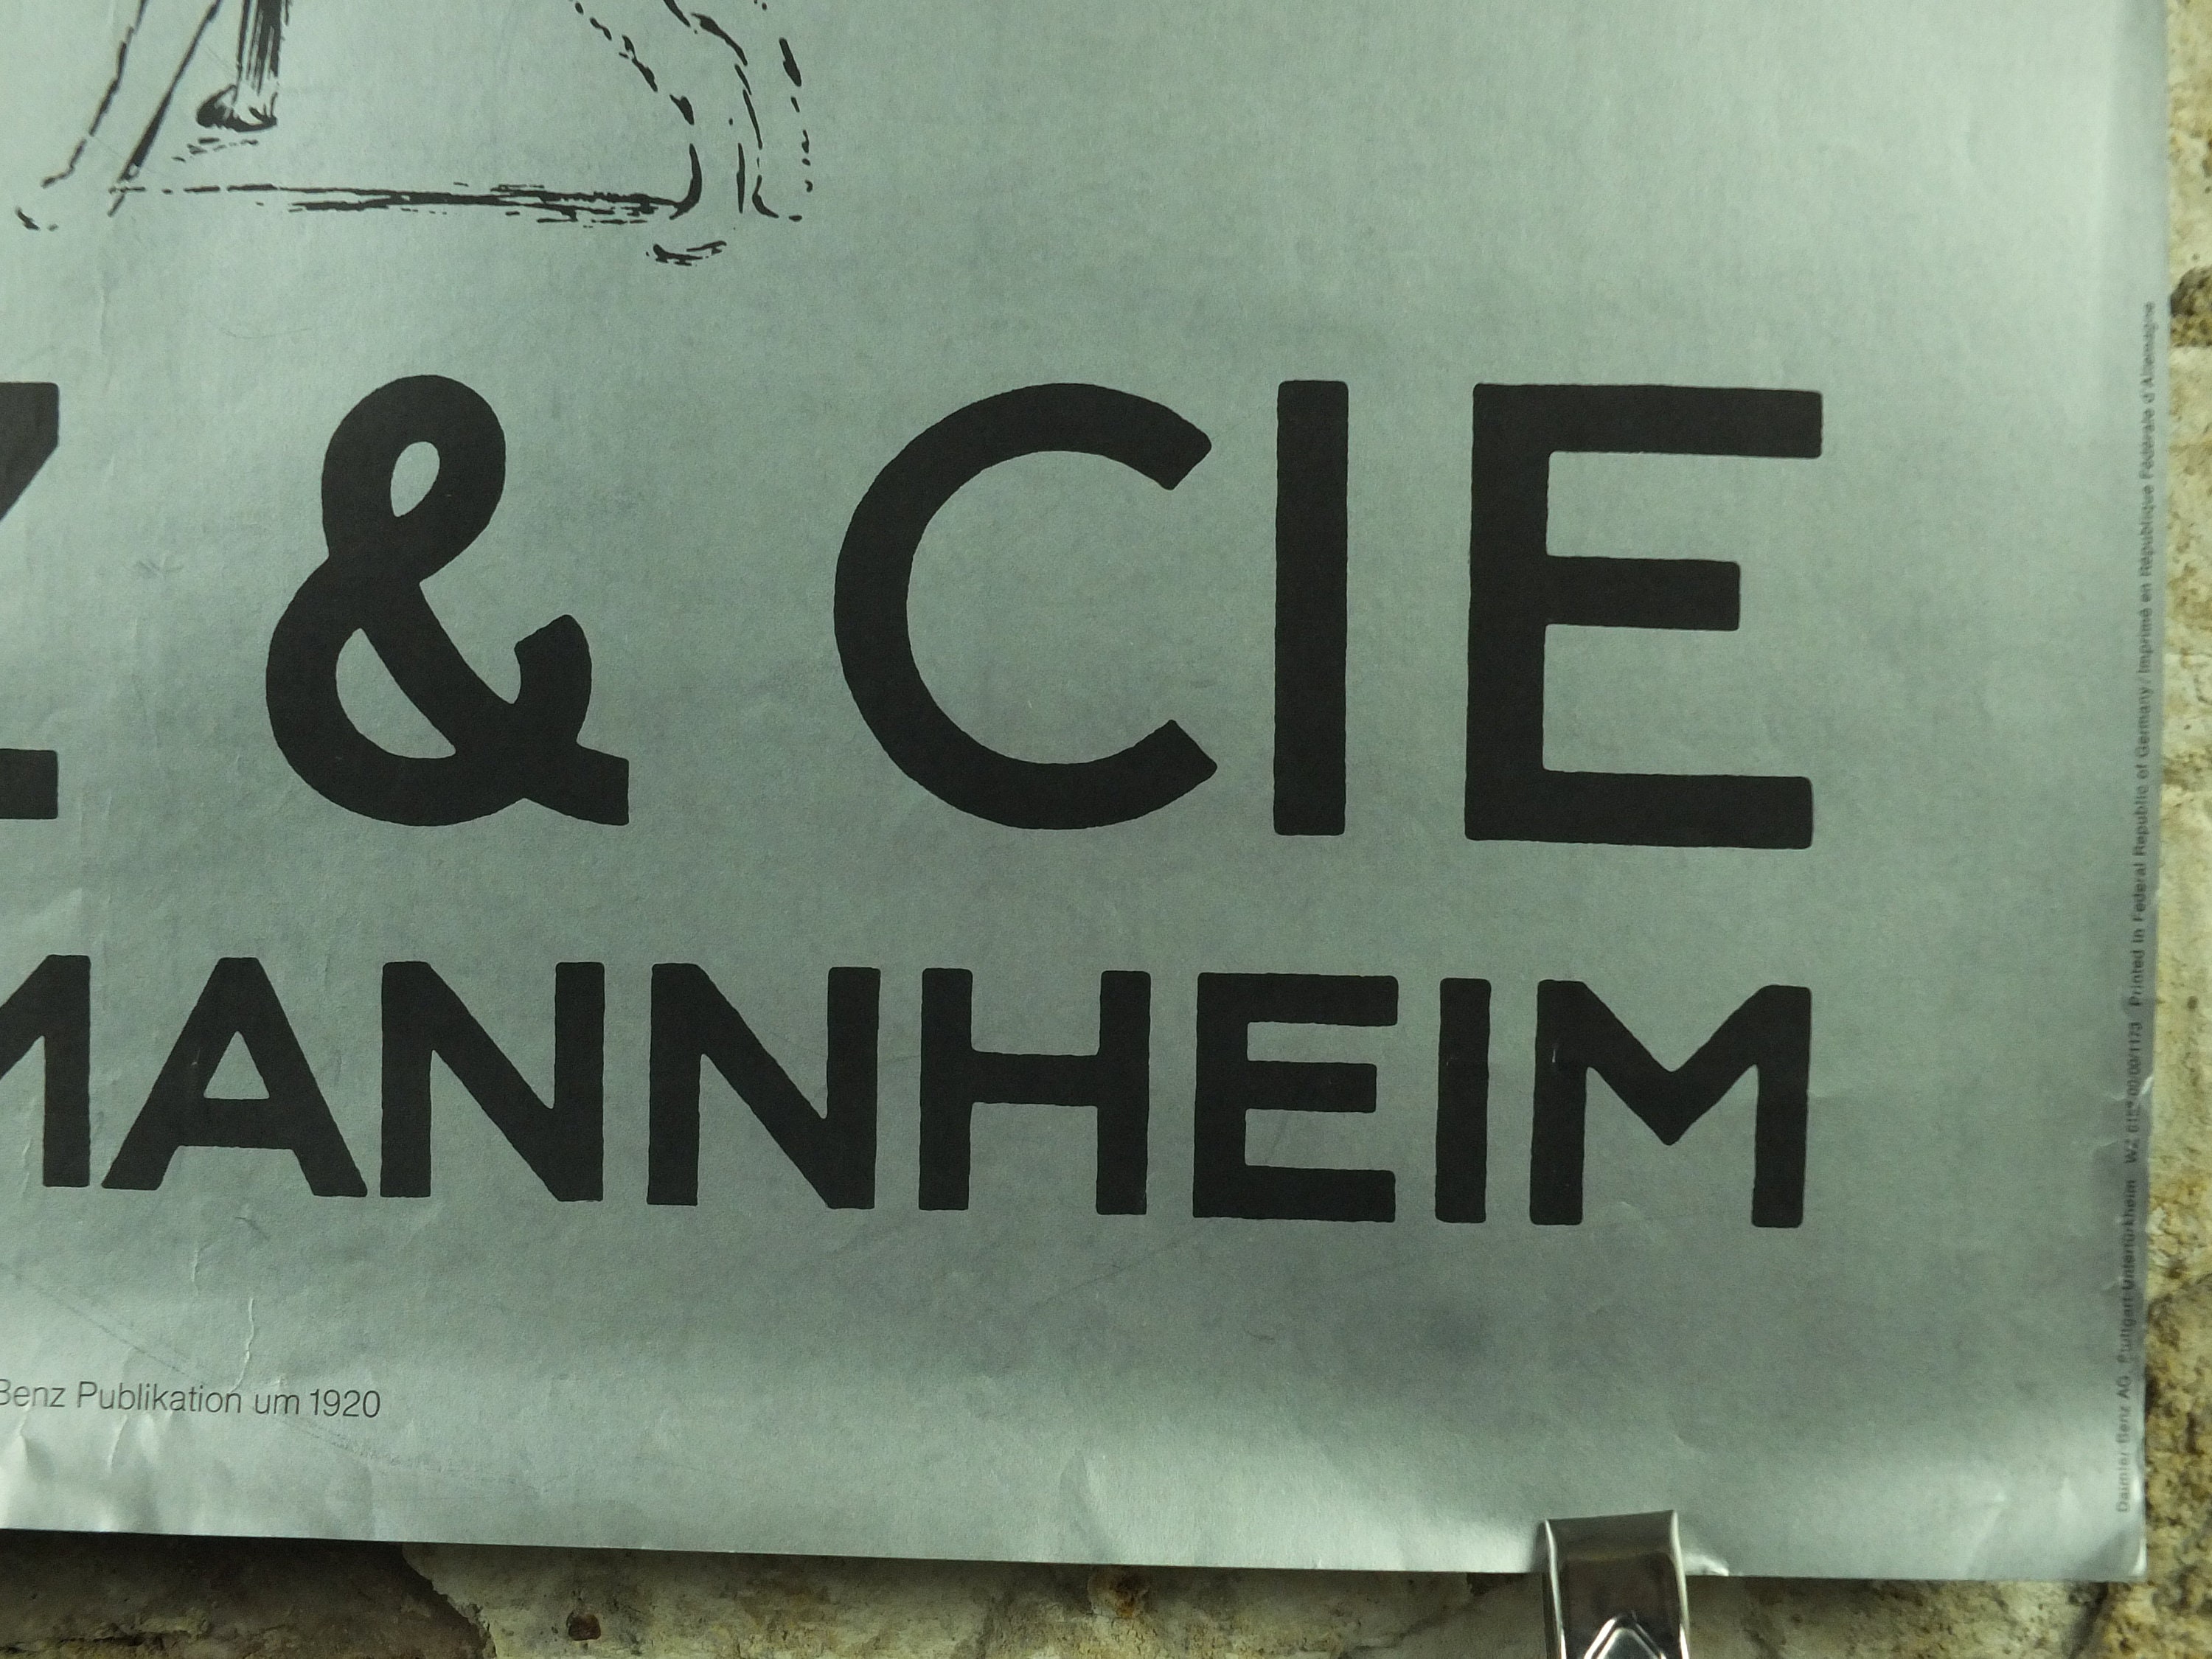 Z & CIE
MANNHEIM
Benz Publikation um 1920
Daimler-Benz AG Stuttgart-Untertürkheim WZ Printed in Federal Republic of Germany/Imprimé en République Fédérale d'Allemagne